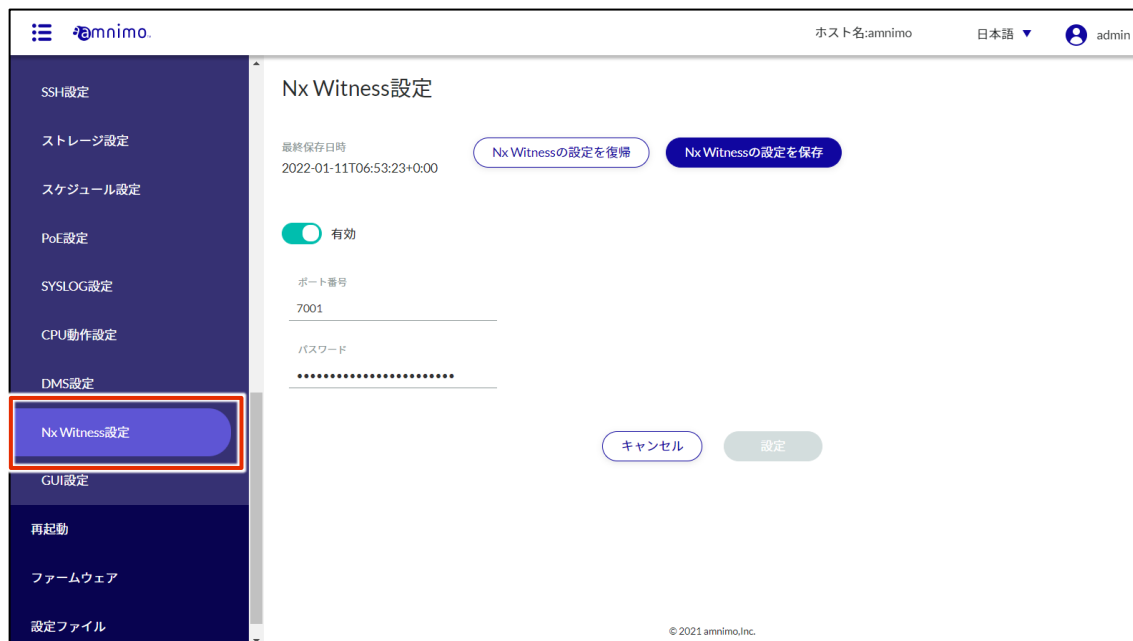 amnimo.
ホスト名:amnimo
日本語 ▼
admin
SSH設定
ストレージ設定
スケジュール設定
PoE設定
SYSLOG設定
CPU動作設定
DMS設定
Nx Witness設定
GUI設定
再起動
ファームウェア
設定ファイル
Nx Witness設定
最終保存日時
2022-01-11T06:53:23+0:00
Nx Witnessの設定を復帰
Nx Witnessの設定を保存
有効
ポート番号
7001
パスワード
••••••••••••••••••••••••
キャンセル
設定
© 2021 amnimo,Inc.